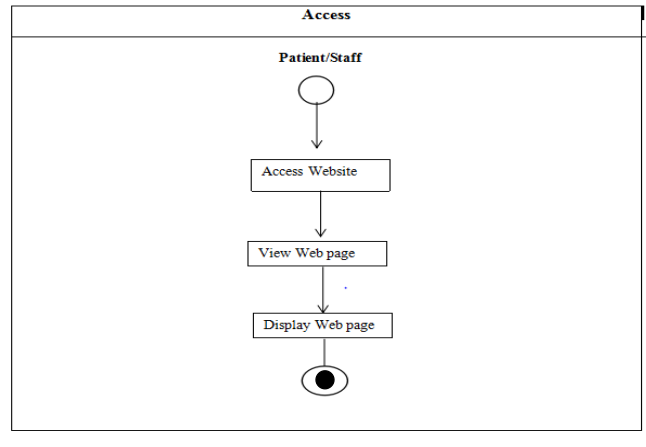 Access
Patient/Staff
Access Website
View Web page
Display Web page